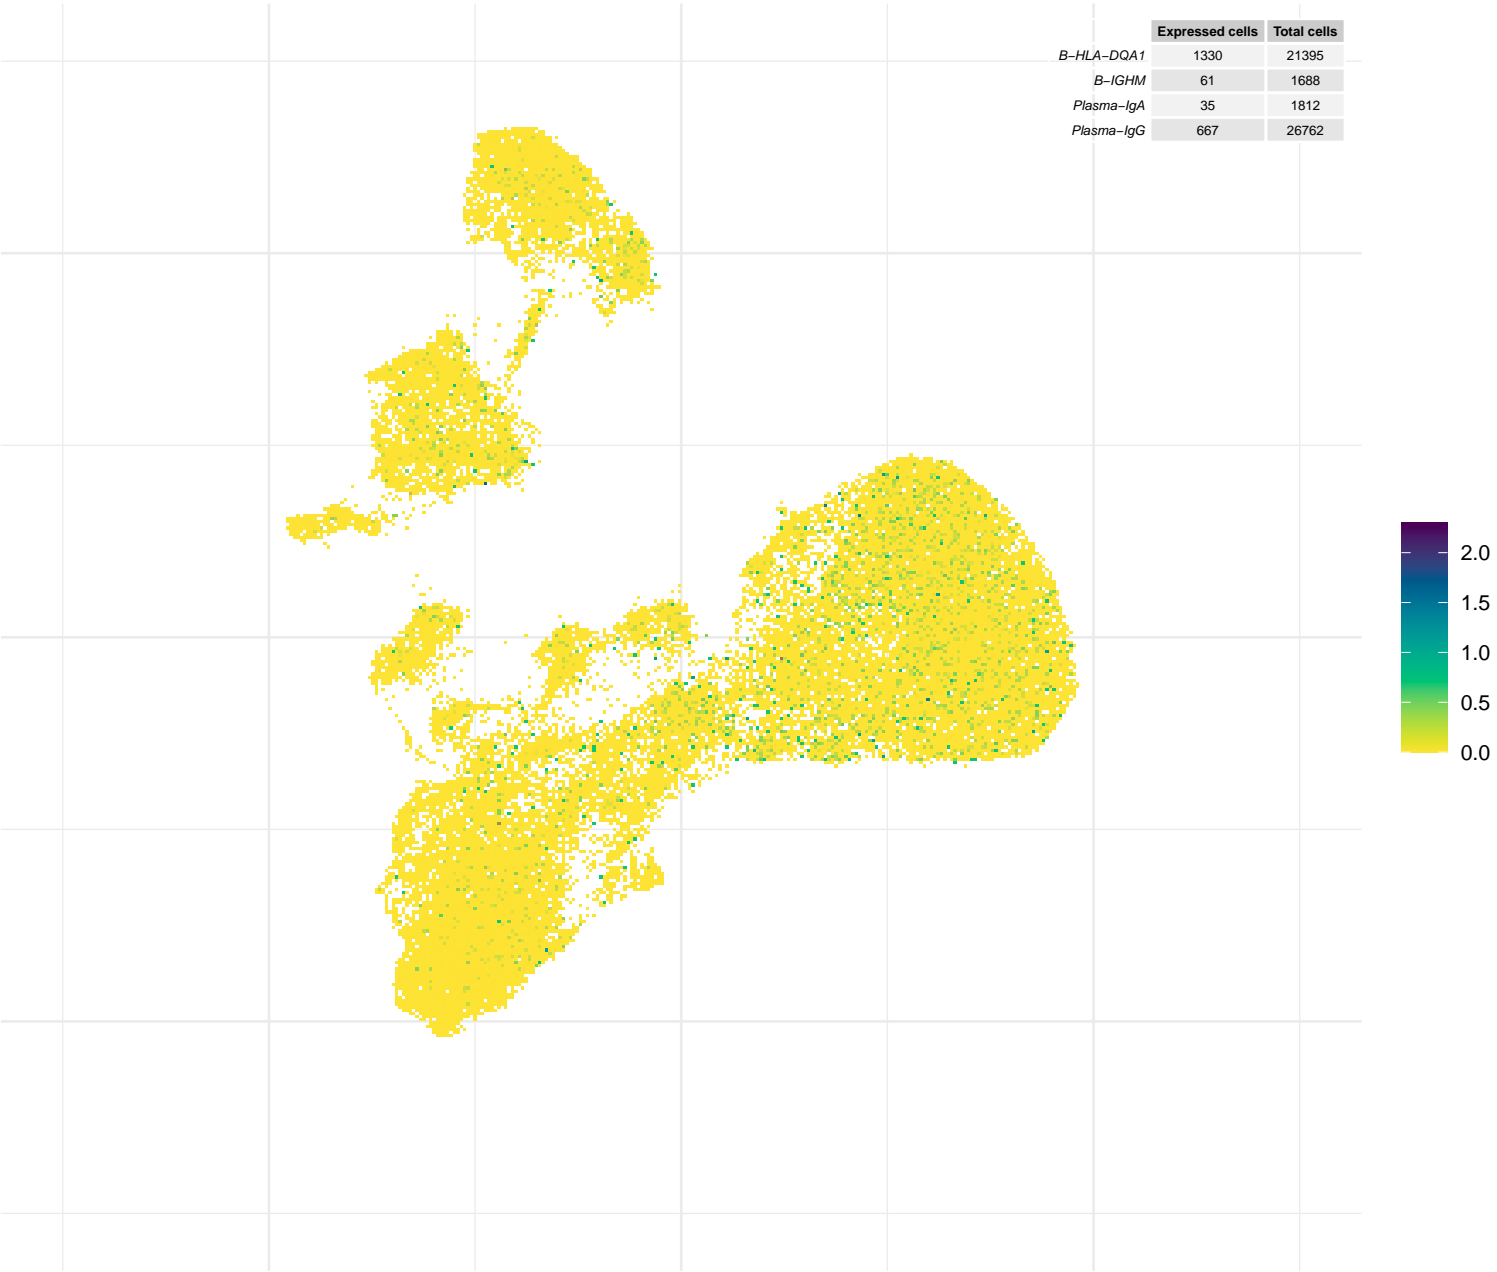 Expressed cells Total cells
B−HLA−DQA1 1330 21395
B−IGHM 61 1688
Plasma−IgA 35 1812
Plasma−IgG 667 26762
2.0
1.5
1.0
0.5
0.0